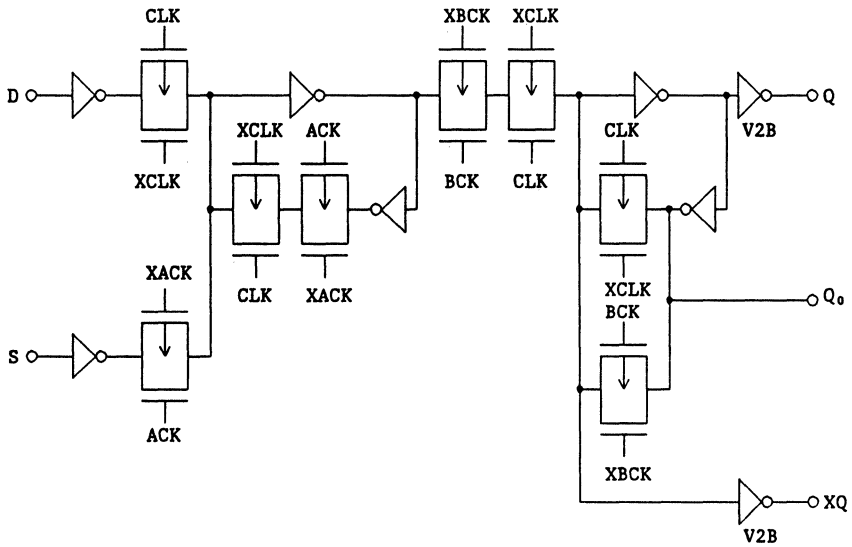 CLK
XBCK
XCLK
D
Q
XCLK
ACK
CLK
V2B
XCLK
BCK
CLK
XACK
CLK
XACK
XCLK
BCK
Q₀
S
ACK
XBCK
XQ
V2B